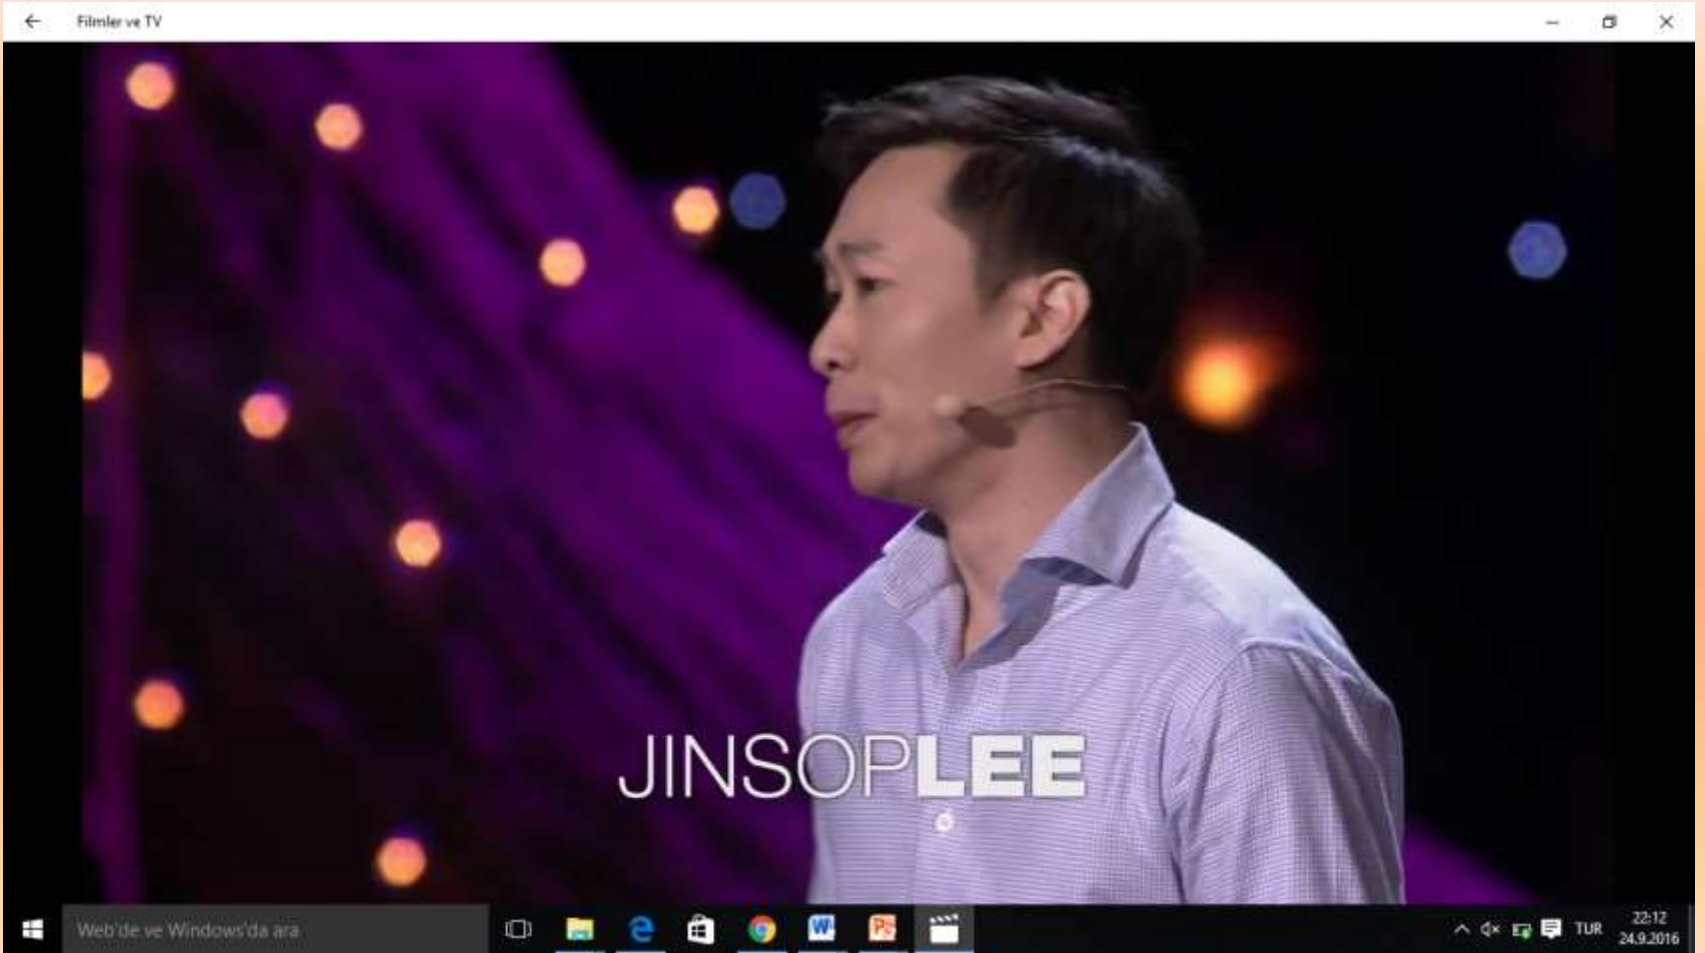 Filmler ve TV
JINSOPLEE
Web'de ve Windows'da ara
TUR
22:12
24.9.2016